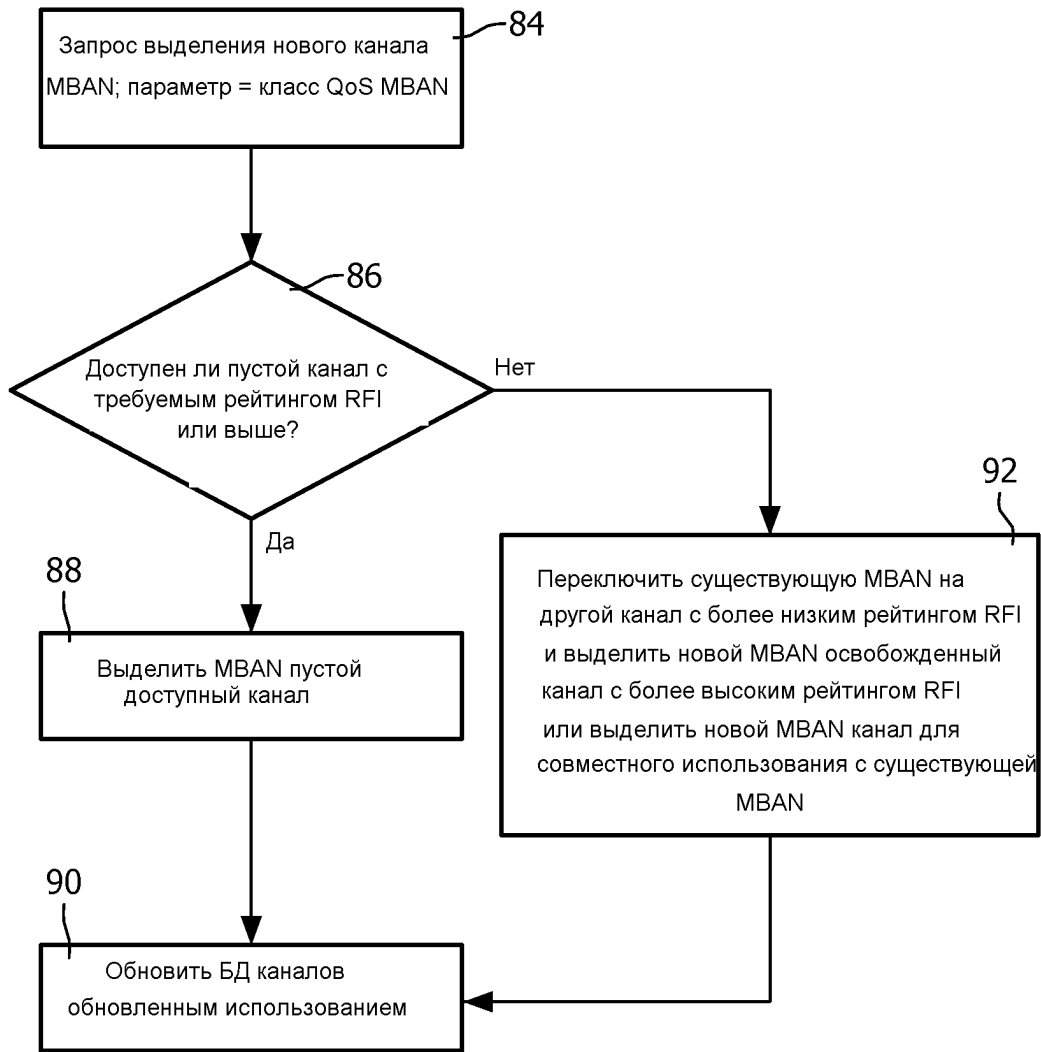 84
Запрос выделения нового канала
MBAN; параметр = класс QoS MBAN
86
Доступен ли пустой канал с
требуемым рейтингом RFI
или выше?
Нет
Да
92
Переключить существующую MBAN на
другой канал с более низким рейтингом RFI
и выделить новой MBAN освобожденный
канал с более высоким рейтингом RFI
или выделить новой MBAN канал для
совместного использования с существующей
MBAN
88
Выделить MBAN пустой
доступный канал
90
Обновить БД каналов
обновленным использованием